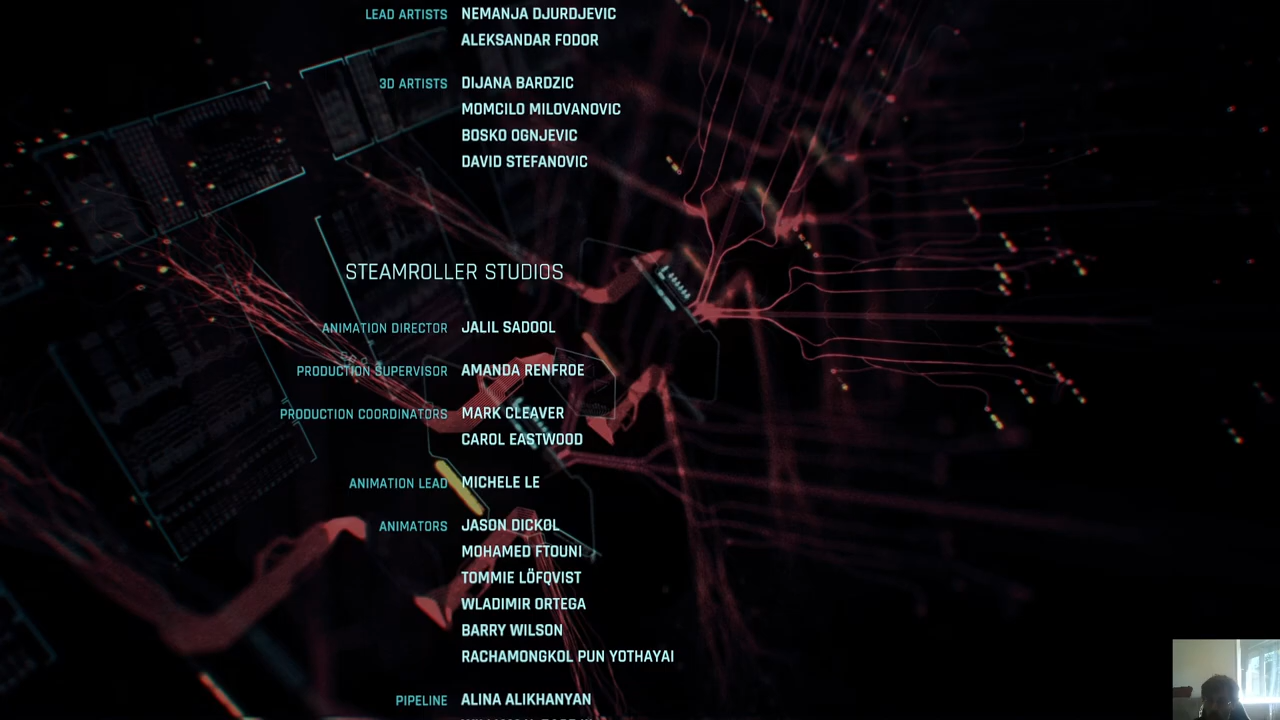 LEAD ARTISTS NEMANJA DJURDJEVIC
ALEKSANDAR FODOR
3D ARTISTS DIJANA BARDZIC
MOMCILO MILOVANOVIC
BOSKO OGNJEVIC
DAVID STEFANOVIC
STEAMROLLER STUDIOS
ANIMATION DIRECTOR JALIL SADOOL
PRODUCTION SUPERVISOR AMANDA RENFROE
PRODUCTION COORDINATORS MARK CLEAVER
CAROL EASTWOOD
ANIMATION LEAD MICHELE LE
ANIMATORS JASON DICKOL
MOHAMED FTOUNI
TOMMIE LÖFQVIST
WLADIMIR ORTEGA
BARRY WILSON
RACHAMONGKOL PUN YOTHAYAI
PIPELINE ALINA ALIKHANYAN